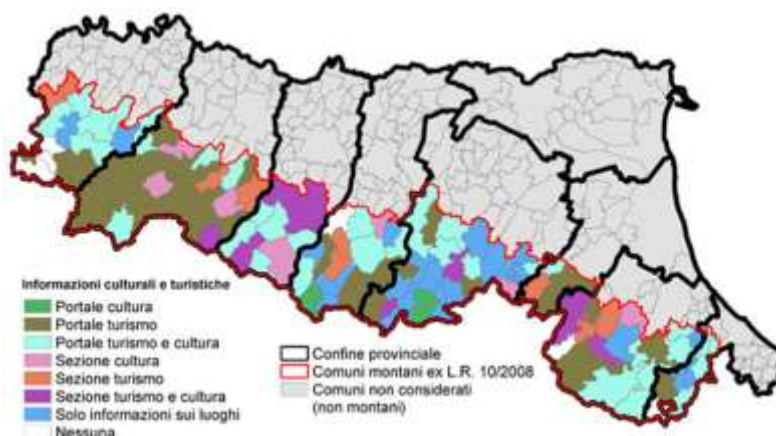 Informazioni culturali e turistiche
Portale cultura
Portale turismo
Portale turismo e cultura
Sezione cultura
Sezione turismo
Sezione turismo e cultura
Solo informazioni sui luoghi
Nessuna
Confine provinciale
Comuni montani ex L.R. 10/2008
Comuni non considerati
(non montani)